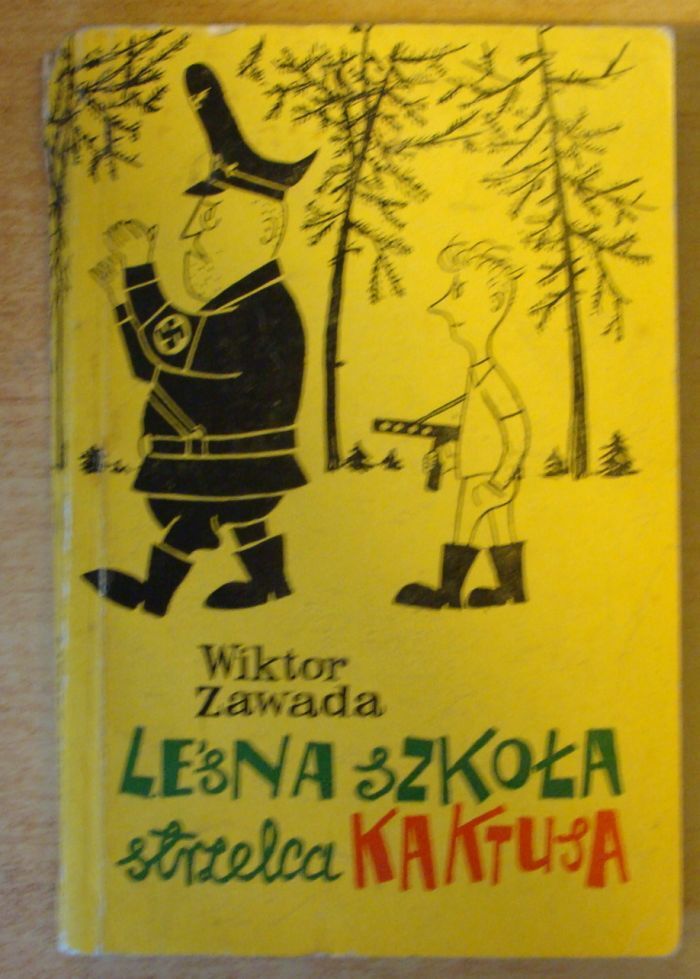 Wiktor
Zawada
LEśNA SZKOŁA
strzelca KAKTUSA